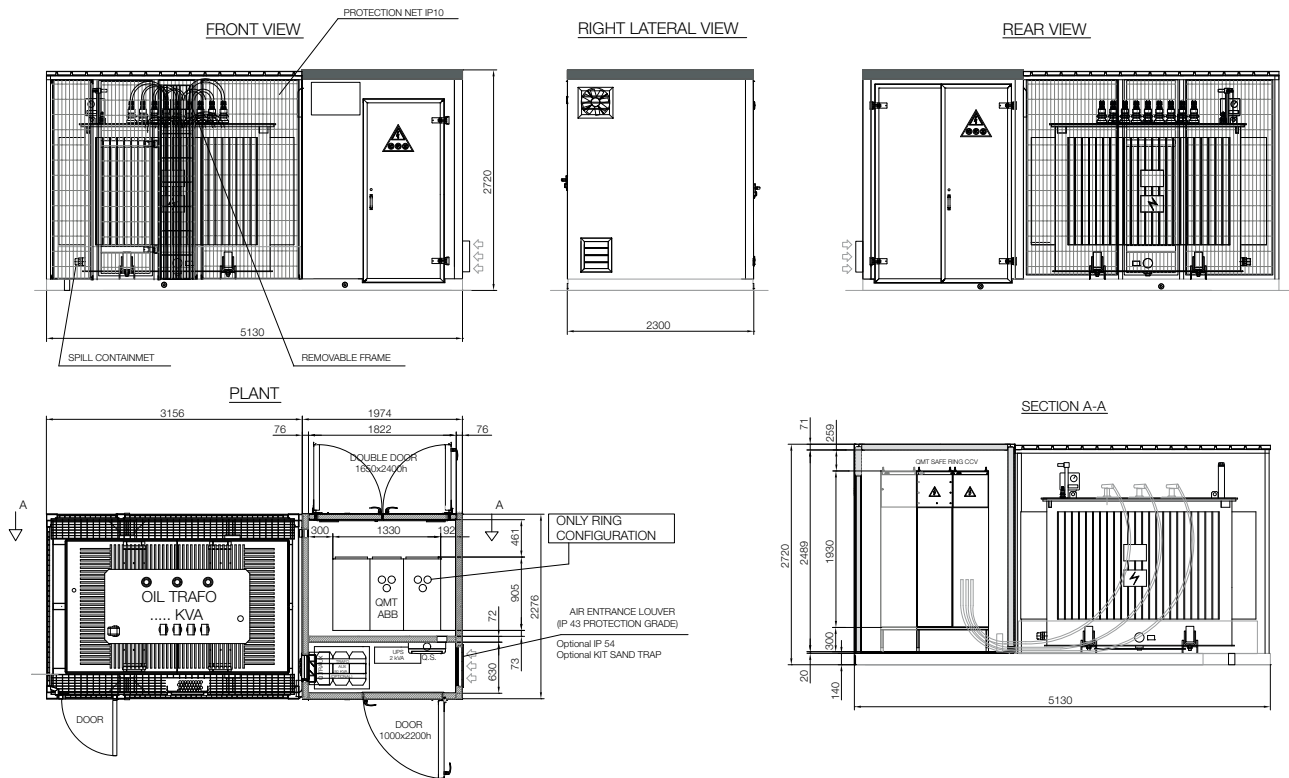 PROTECTION NET IP10
FRONT VIEW
RIGHT LATERAL VIEW
REAR VIEW
2720
5130
2300
SPILL CONTAINMET
REMOVABLE FRAME
PLANT
3156
1974
76
1822
76
DOUBLE DOOR
1650x2400h
A
A
300
1330
192
461
ONLY RING
CONFIGURATION
OIL TRAFO
..... KVA
QMT
ABB
905
2276
72
AIR ENTRANCE LOUVER
(IP 43 PROTECTION GRADE)
Optional IP 54
Optional KIT SAND TRAP
UPS
2 kVA
Q.S.
73
630
DOOR
DOOR
1000x2200h
SECTION A-A
71
259
QMT SAFE RING CCV
2720
2489
1930
300
20
140
5130